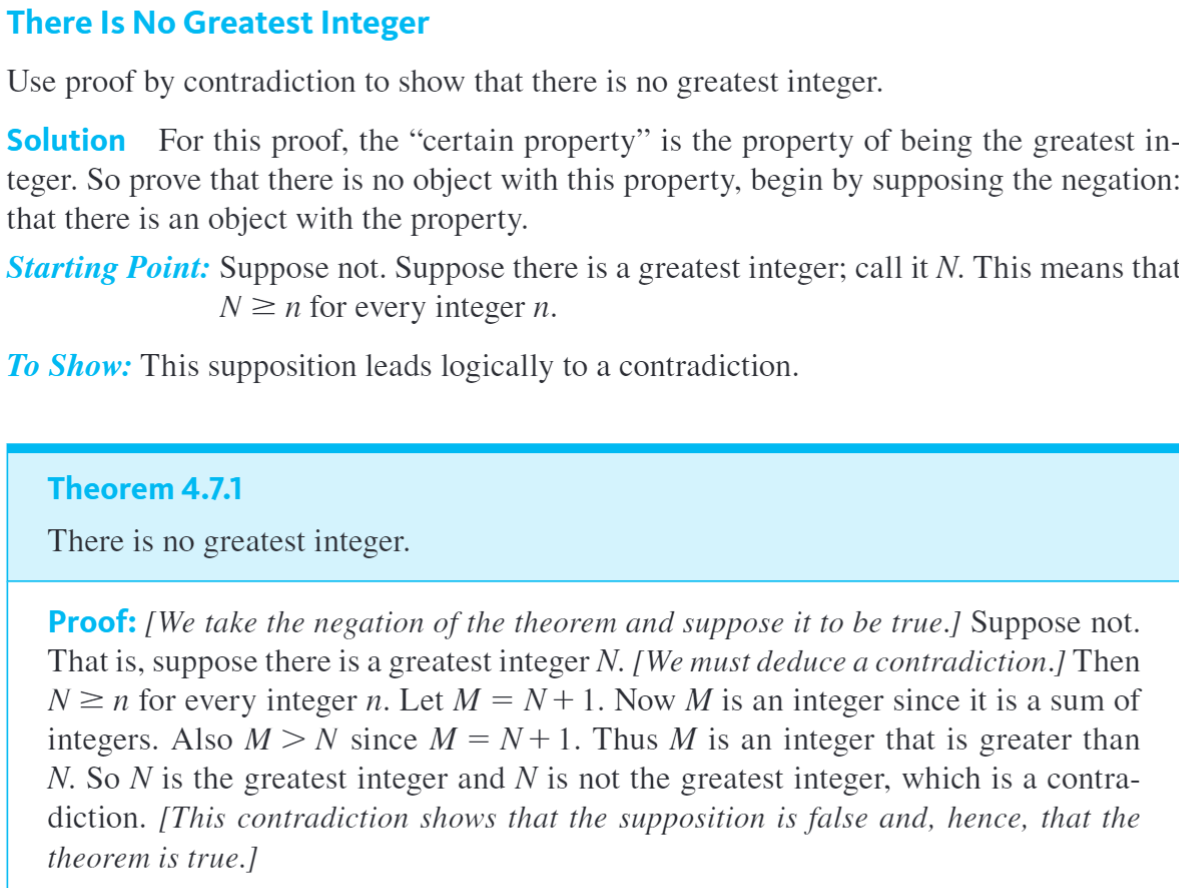 There Is No Greatest Integer
Use proof by contradiction to show that there is no greatest integer.
Solution For this proof, the “certain property” is the property of being the greatest in-
teger. So prove that there is no object with this property, begin by supposing the negation:
that there is an object with the property.
Starting Point: Suppose not. Suppose there is a greatest integer; call it N. This means that
N ≥ n for every integer n.
To Show: This supposition leads logically to a contradiction.
Theorem 4.7.1
There is no greatest integer.
Proof: [We take the negation of the theorem and suppose it to be true.] Suppose not.
That is, suppose there is a greatest integer N. [We must deduce a contradiction.] Then
N ≥ n for every integer n. Let M = N + 1. Now M is an integer since it is a sum of
integers. Also M > N since M = N + 1. Thus M is an integer that is greater than
N. So N is the greatest integer and N is not the greatest integer, which is a contra-
diction. [This contradiction shows that the supposition is false and, hence, that the
theorem is true.]